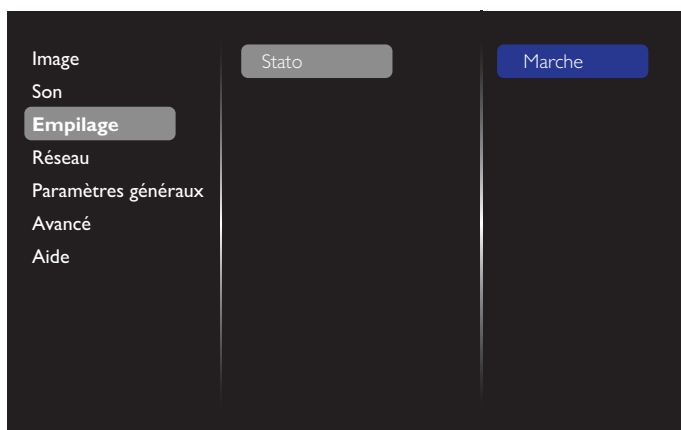 Image
Son
Empilage
Réseau
Paramètres généraux
Avancé
Aide
Stato
Marche